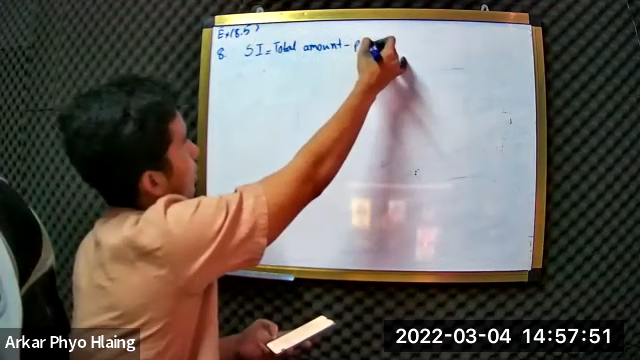 Ex(8.5)
8. SI = Total amount - P
Arkar Phyo Hlaing
2022-03-04 14:57:51